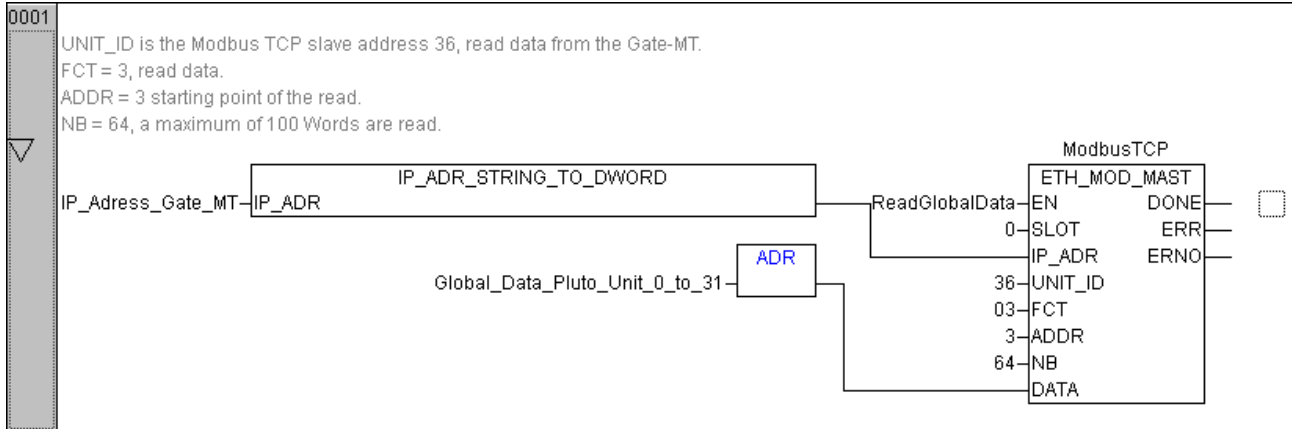 0001
UNIT_ID is the Modbus TCP slave address 36, read data from the Gate-MT.
FCT = 3, read data.
ADDR = 3 starting point of the read.
NB = 64, a maximum of 100 Words are read.
ModbusTCP
IP_ADR_STRING_TO_DWORD
ETH_MOD_MAST
IP_Adress_Gate_MT IP_ADR
ReadGlobalData EN DONE
0 SLOT ERR
IP_ADR ERNO
ADR
Global_Data_Pluto_Unit_0_to_31
36 UNIT_ID
03 FCT
3 ADDR
64 NB
DATA